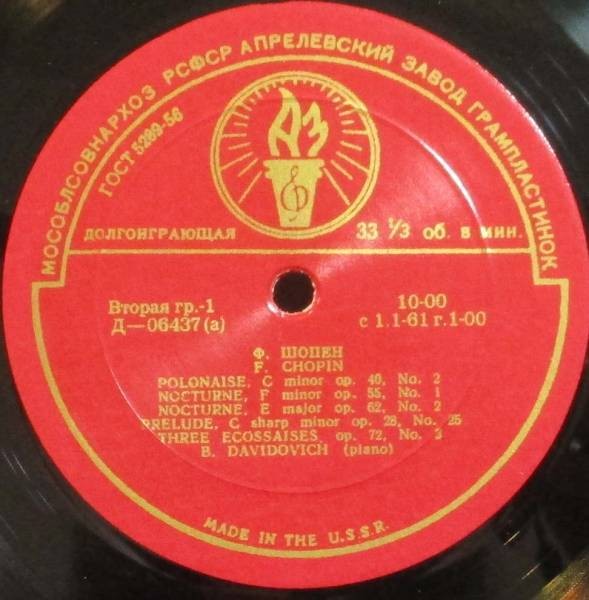 МОСОБЛСОВНАРХОЗ РСФСР АПРЕЛЕВСКИЙ ЗАВОД ГРАМПЛАСТИНОК
ГОСТ 5289-56
АЗ
ДОЛГОИГРАЮЩАЯ 33 ⅓ об. в мин.
Вторая гр.-1 10-00
Д—06437(а) с 1.1-61 г.1-00
Ф. ШОПЕН
F. CHOPIN
POLONAISE, C minor op. 40, No. 2
NOCTURNE, F minor op. 55, No. 1
NOCTURNE, E major op. 62, No. 2
PRELUDE, C sharp minor op. 28, No. 25
THREE ECOSSAISES, op. 72, No. 3
B. DAVIDOVICH (piano)
MADE IN THE U.S.S.R.